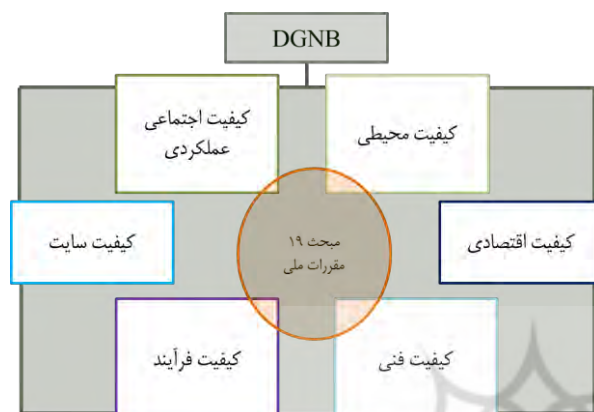 DGNB
کیفیت محیطی
کیفیت اجتماعی
عملکردی
کیفیت اقتصادی
مبحث ۱۹
مقررات ملی
کیفیت سایت
کیفیت فنی
کیفیت فرآیند